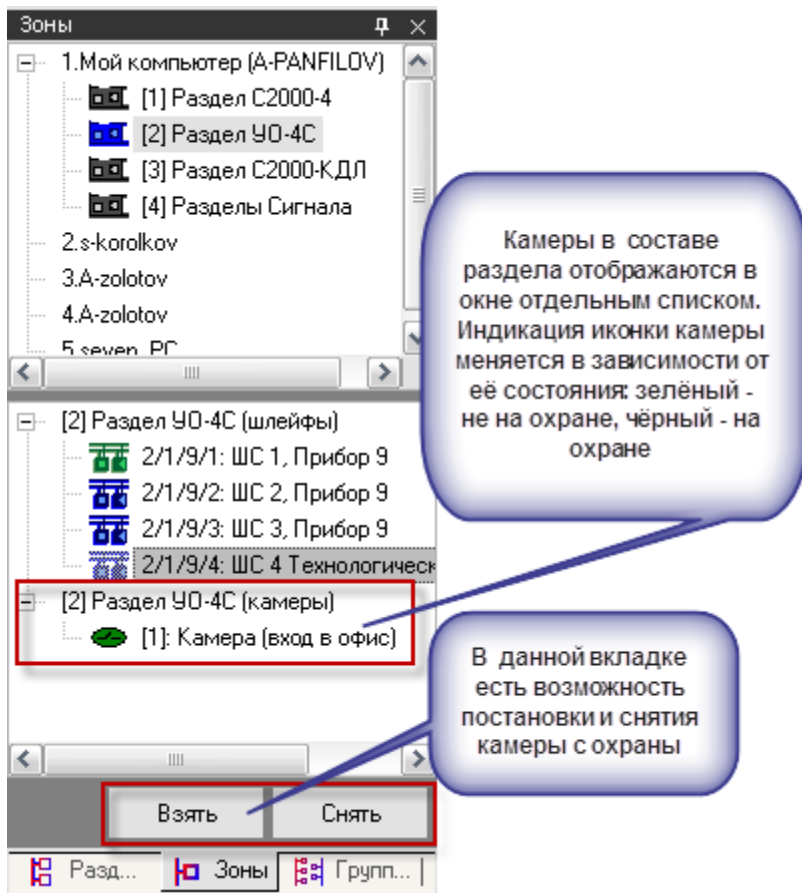 Зоны
1.Мой компьютер (A-PANFILOV)
[1] Раздел С2000-4
[2] Раздел УО-4С
[3] Раздел С2000-КДЛ
[4] Разделы Сигнала
2.s-korolkov
3.A-zolotov
4.A-zolotov
5.seven_PC
[2] Раздел УО-4С (шлейфы)
2/1/9/1: ШС 1, Прибор 9
2/1/9/2: ШС 2, Прибор 9
2/1/9/3: ШС 3, Прибор 9
2/1/9/4: ШС 4 Технологическ
[2] Раздел УО-4С (камеры)
[1]: Камера (вход в офис)
Взять Снять
Разд... Зоны Групп...
Камеры в составе
раздела отображаются в
окне отдельным списком.
Индикация иконки камеры
меняется в зависимости от
её состояния: зелёный -
не на охране, чёрный - на
охране
В данной вкладке
есть возможность
постановки и снятия
камеры с охраны